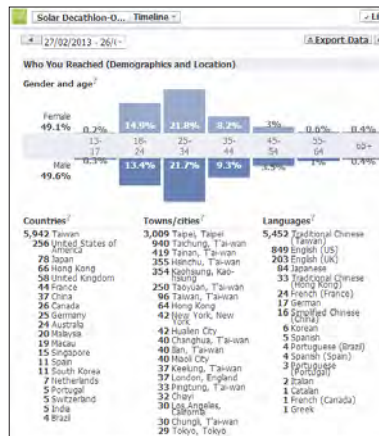 Solar Decathlon-O... Timeline
27/02/2013 - 26/(
Export Data
Who You Reached (Demographics and Location)
Gender and age?
Female
49.1%
0.2%
14.9%
21.8%
8.2%
3%
0.6%
0.4%
13-17
18-24
25-34
35-44
45-54
55-64
65+
Male
49.6%
0.3%
13.4%
21.7%
9.3%
3.5%
1%
0.4%
Countries?
5,942 Taiwan
256 United States of America
78 Japan
66 Hong Kong
58 United Kingdom
44 France
37 China
26 Canada
25 Germany
24 Australia
20 Malaysia
19 Macau
15 Singapore
11 Spain
11 South Korea
7 Netherlands
5 Portugal
5 Switzerland
5 India
4 Brazil
Towns/cities?
3,009 Taipei, Taipei
940 Taichung, T'ai-wan
419 Tainan, T'ai-wan
355 Hsinchu, T'ai-wan
354 Kaohsiung, Kao-hsiung
250 Taoyuan, T'ai-wan
96 Taiwan, T'ai-wan
64 Hong Kong
42 New York, New York
42 Hualien City
40 Changhua, T'ai-wan
40 Ilan, T'ai-wan
40 Miaoli City
37 Keelung, T'ai-wan
37 London, England
33 Pingtung, T'ai-wan
32 Chiayi
30 Los Angeles, California
30 Chungli, T'ai-wan
29 Tokyo, Tokyo
Languages?
5,452 Traditional Chinese (Taiwan)
849 English (US)
203 English (UK)
84 Japanese
33 Traditional Chinese (Hong Kong)
24 French (France)
17 German
16 Simplified Chinese (China)
6 Korean
5 Spanish
4 Portuguese (Brazil)
4 Spanish (Spain)
3 Portuguese (Portugal)
2 Italian
1 Catalan
1 French (Canada)
1 Greek